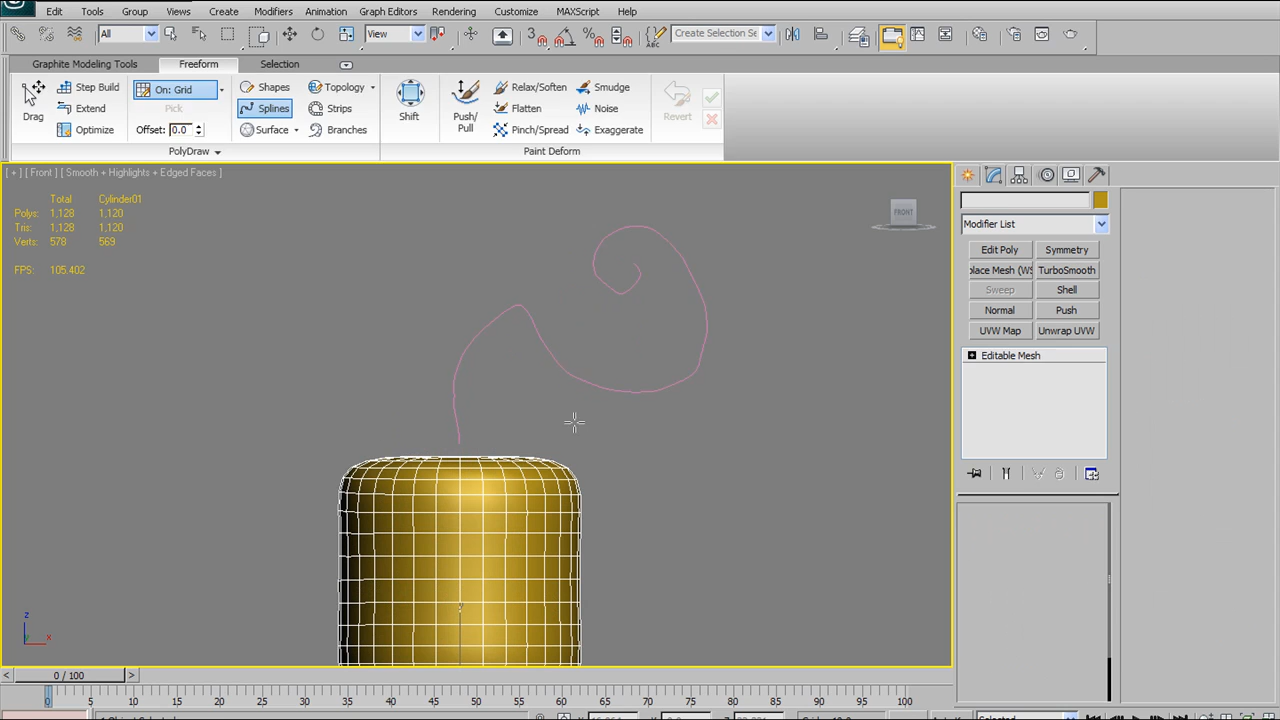 Edit Tools Group Views Create Modifiers Animation Graph Editors Rendering Customize MAXScript Help
All View 3 Create Selection Se
Graphite Modeling Tools Freeform Selection
Drag Step Build Extend Optimize
On: Grid
Pick
Offset: 0.0
Shapes Topology
Splines Strips
Surface Branches
PolyDraw
Shift Push/Pull
Relax/Soften Smudge
Flatten Noise
Pinch/Spread Exaggerate
Revert
Paint Deform
[ + ] [ Front ] [ Smooth + Highlights + Edged Faces ]
Total Cylinder01
Polys: 1,128 1,120
Tris: 1,128 1,120
Verts: 578 569
FPS: 105.402
FRONT
Modifier List
Edit Poly Symmetry
place Mesh (WS TurboSmooth
Sweep Shell
Normal Push
UVW Map Unwrap UVW
Editable Mesh
y
z
y x
< 0 / 100 >
0 5 10 15 20 25 30 35 40 45 50 55 60 65 70 75 80 85 90 95 100